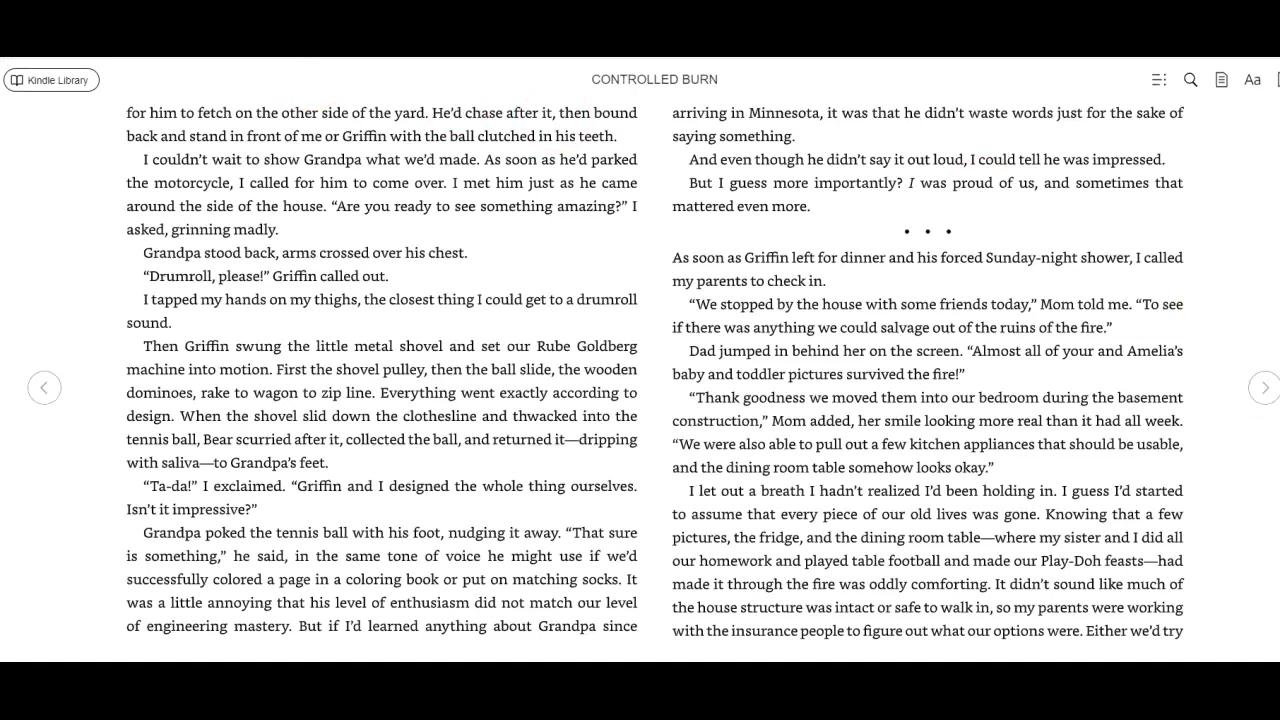 Kindle Library
CONTROLLED BURN
Aa
for him to fetch on the other side of the yard. He’d chase after it, then bound
back and stand in front of me or Griffin with the ball clutched in his teeth.
I couldn’t wait to show Grandpa what we’d made. As soon as he’d parked
the motorcycle, I called for him to come over. I met him just as he came
around the side of the house. “Are you ready to see something amazing?” I
asked, grinning madly.
Grandpa stood back, arms crossed over his chest.
“Drumroll, please!” Griffin called out.
I tapped my hands on my thighs, the closest thing I could get to a drumroll
sound.
Then Griffin swung the little metal shovel and set our Rube Goldberg
machine into motion. First the shovel pulley, then the ball slide, the wooden
dominoes, rake to wagon to zip line. Everything went exactly according to
design. When the shovel slid down the clothesline and thwacked into the
tennis ball, Bear scurried after it, collected the ball, and returned it—dripping
with saliva—to Grandpa’s feet.
“Ta-da!” I exclaimed. “Griffin and I designed the whole thing ourselves.
Isn’t it impressive?”
Grandpa poked the tennis ball with his foot, nudging it away. “That sure
is something,” he said, in the same tone of voice he might use if we’d
successfully colored a page in a coloring book or put on matching socks. It
was a little annoying that his level of enthusiasm did not match our level
of engineering mastery. But if I’d learned anything about Grandpa since
arriving in Minnesota, it was that he didn’t waste words just for the sake of
saying something.
And even though he didn’t say it out loud, I could tell he was impressed.
But I guess more importantly? I was proud of us, and sometimes that
mattered even more.
• • •
As soon as Griffin left for dinner and his forced Sunday-night shower, I called
my parents to check in.
“We stopped by the house with some friends today,” Mom told me. “To see
if there was anything we could salvage out of the ruins of the fire.”
Dad jumped in behind her on the screen. “Almost all of your and Amelia’s
baby and toddler pictures survived the fire!”
“Thank goodness we moved them into our bedroom during the basement
construction,” Mom added, her smile looking more real than it had all week.
“We were also able to pull out a few kitchen appliances that should be usable,
and the dining room table somehow looks okay.”
I let out a breath I hadn’t realized I’d been holding in. I guess I’d started
to assume that every piece of our old lives was gone. Knowing that a few
pictures, the fridge, and the dining room table—where my sister and I did all
our homework and played table football and made our Play-Doh feasts—had
made it through the fire was oddly comforting. It didn’t sound like much of
the house structure was intact or safe to walk in, so my parents were working
with the insurance people to figure out what our options were. Either we’d try